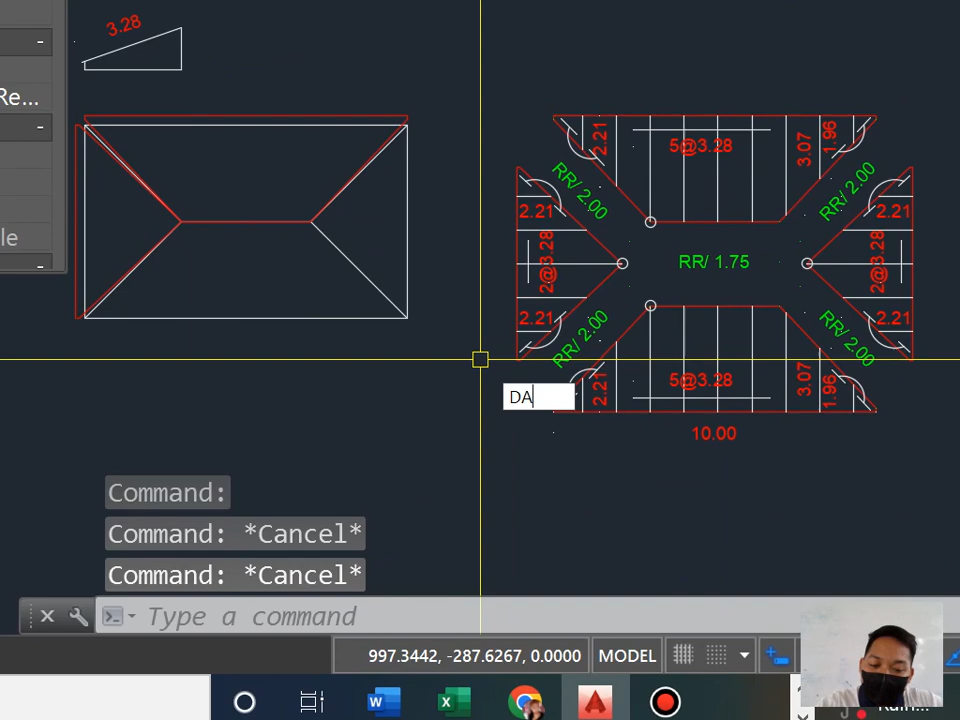 3.28
-
Re...
-
le
-
2.21
5@3.28
3.07
1.96
RR/ 2.00
RR/ 2.00
2.21
2.21
2@3.28
RR/ 1.75
2@3.28
2.21
2.21
RR/ 2.00
RR/ 2.00
2.21
5@3.28
3.07
1.96
DA
10.00
Command:
Command: *Cancel*
Command: *Cancel*
Type a command
997.3442, -287.6267, 0.0000
MODEL